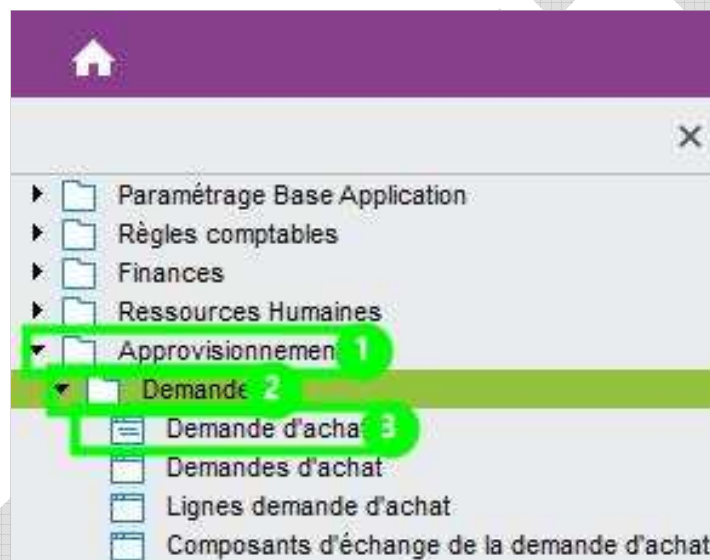 Paramétrage Base Application
Règles comptables
Finances
Ressources Humaines
Approvisionnemen 1
Demande 2
Demande d'acha 3
Demandes d'achat
Lignes demande d'achat
Composants d'échange de la demande d'achat